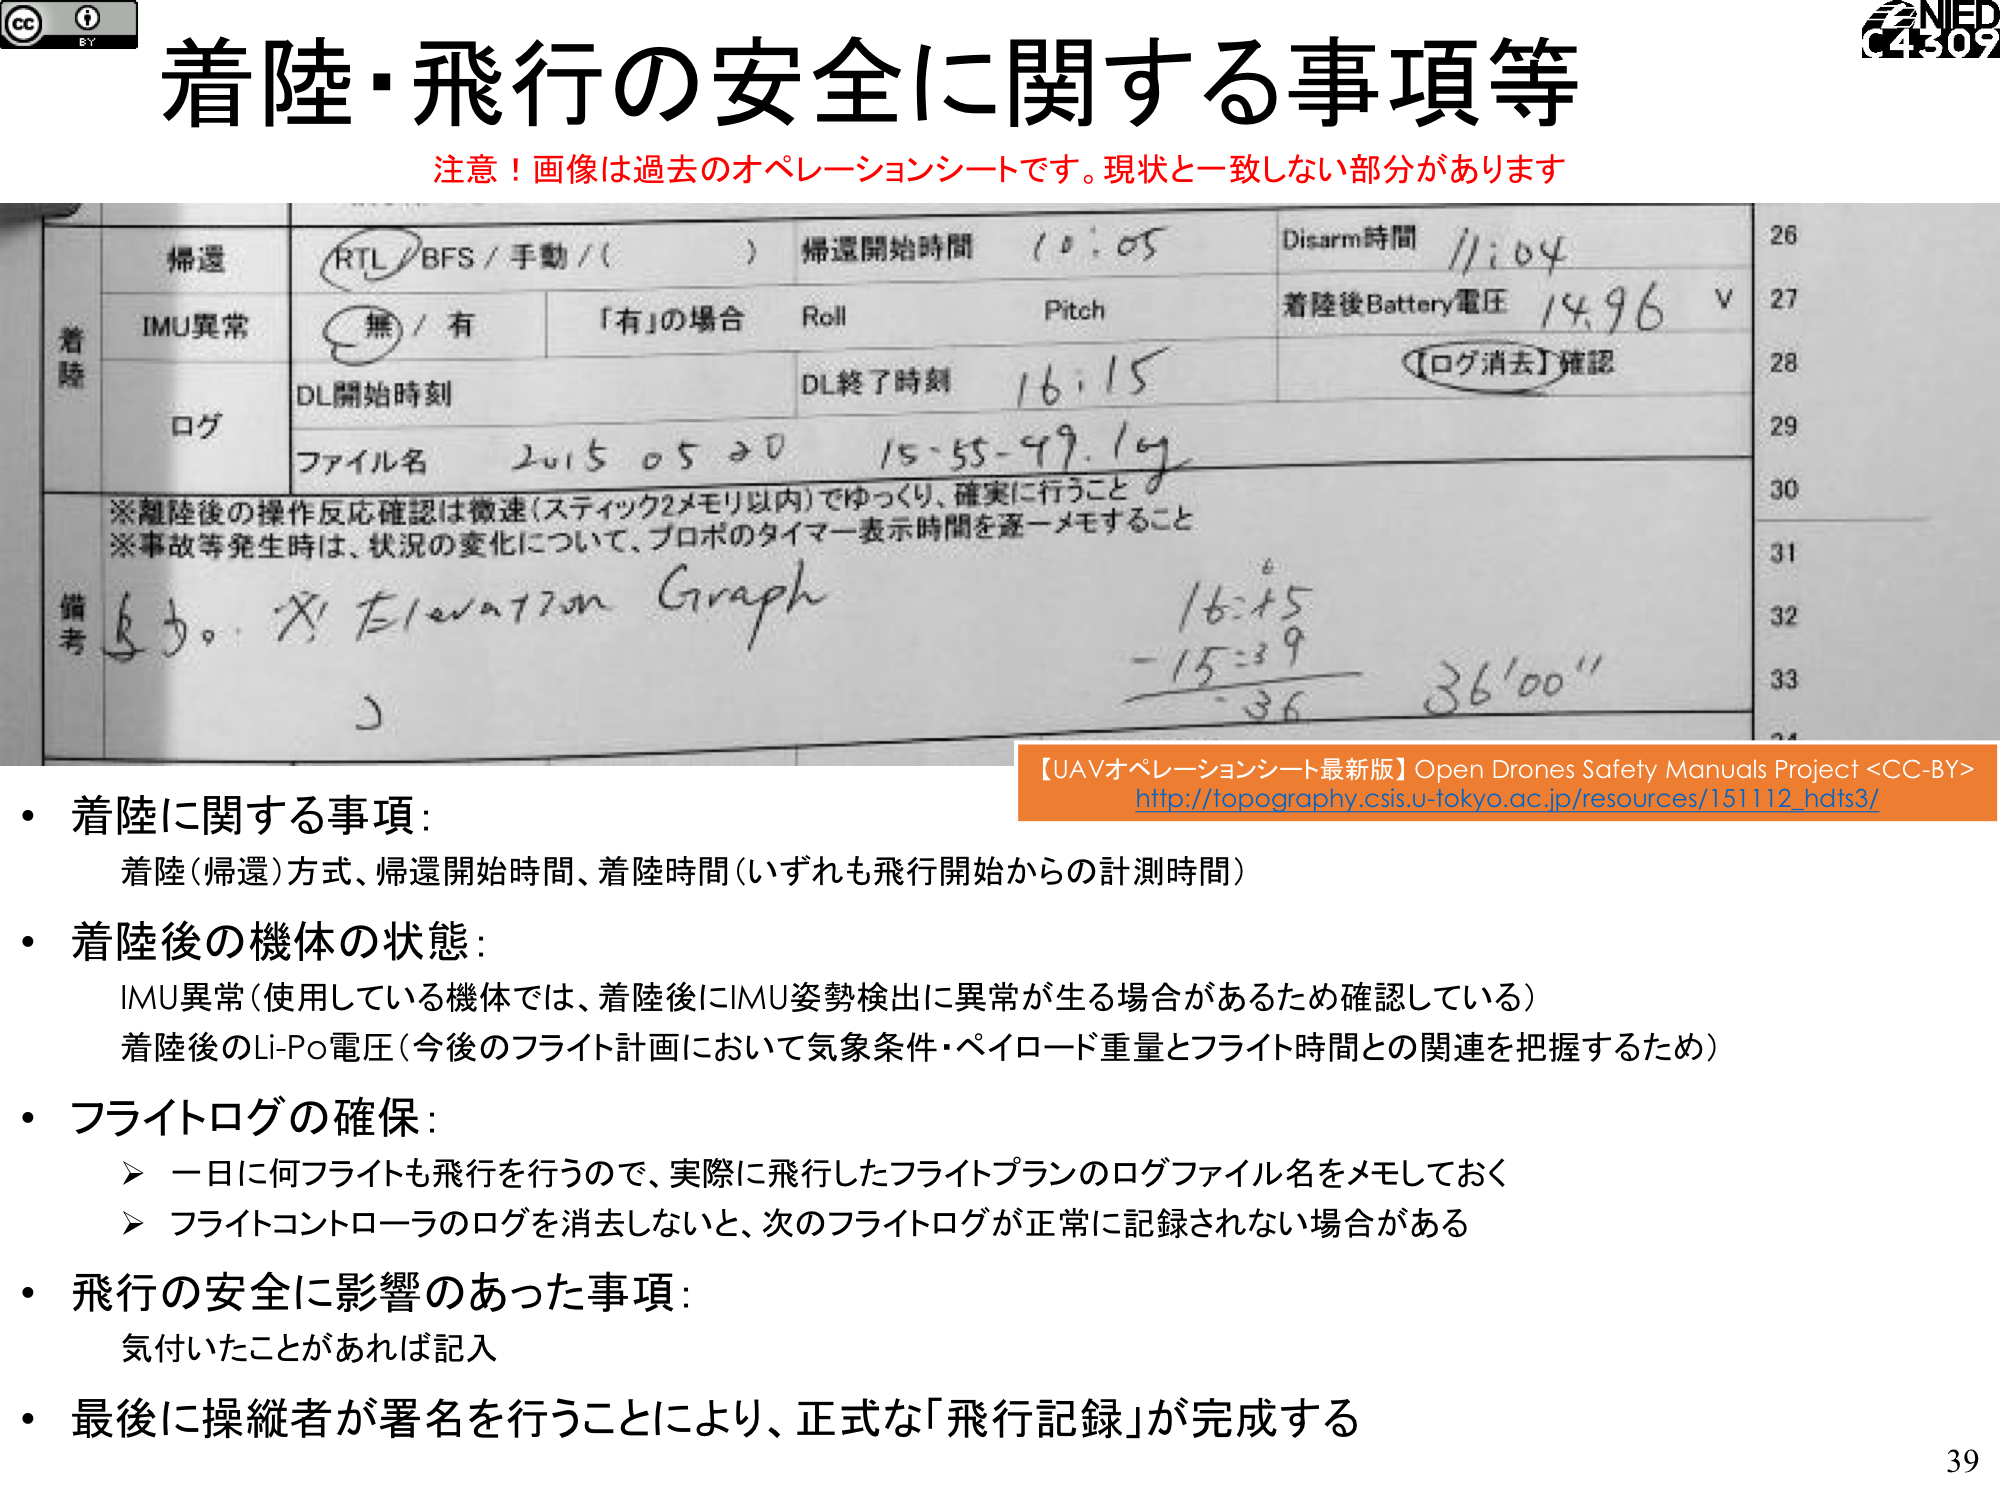 cc BY
NIED
C4309
着陸・飛行の安全に関する事項等
注意！画像は過去のオペレーションシートです。現状と一致しない部分があります
着陸
帰還 RTL / BFS / 手動 / ( ) 帰還開始時間 10:05 Disarm時間 11:04 26
IMU異常 無 / 有 「有」の場合 Roll Pitch 着陸後Battery電圧 14.96 V 27
ログ DL開始時刻 DL終了時刻 16:15 【ログ消去】確認 28
ファイル名 2015 05 20 15-55-49.log 29
30
備考
※離陸後の操作反応確認は微速(スティック2メモリ以内)でゆっくり、確実に行うこと
※事故等発生時は、状況の変化について、プロポのタイマー表示時間を逐一メモすること
31
Elevation Graph 32
16:15
-15:39
36 36'00" 33
【UAVオペレーションシート最新版】Open Drones Safety Manuals Project <CC-BY>
http://topography.csis.u-tokyo.ac.jp/resources/151112_hdts3/
• 着陸に関する事項：
着陸（帰還）方式、帰還開始時間、着陸時間（いずれも飛行開始からの計測時間）
• 着陸後の機体の状態：
IMU異常（使用している機体では、着陸後にIMU姿勢検出に異常が生る場合があるため確認している）
着陸後のLi-Po電圧（今後のフライト計画において気象条件・ペイロード重量とフライト時間との関連を把握するため）
• フライトログの確保：
➢ 一日に何フライトも飛行を行うので、実際に飛行したフライトプランのログファイル名をメモしておく
➢ フライトコントローラのログを消去しないと、次のフライトログが正常に記録されない場合がある
• 飛行の安全に影響のあった事項：
気付いたことがあれば記入
• 最後に操縦者が署名を行うことにより、正式な「飛行記録」が完成する
39